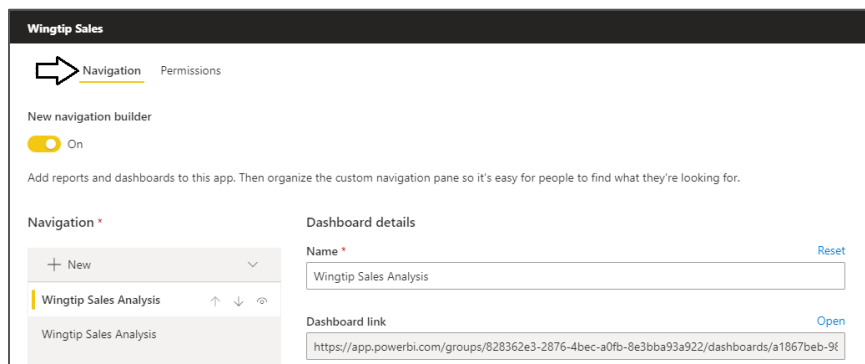 Wingtip Sales
Navigation Permissions
New navigation builder
On
Add reports and dashboards to this app. Then organize the custom navigation pane so it's easy for people to find what they're looking for.
Navigation * Dashboard details
+ New Name * Reset
Wingtip Sales Analysis Wingtip Sales Analysis
Wingtip Sales Analysis Dashboard link Open
https://app.powerbi.com/groups/828362e3-2876-4bec-a0fb-8e3bba93a922/dashboards/a1867beb-98